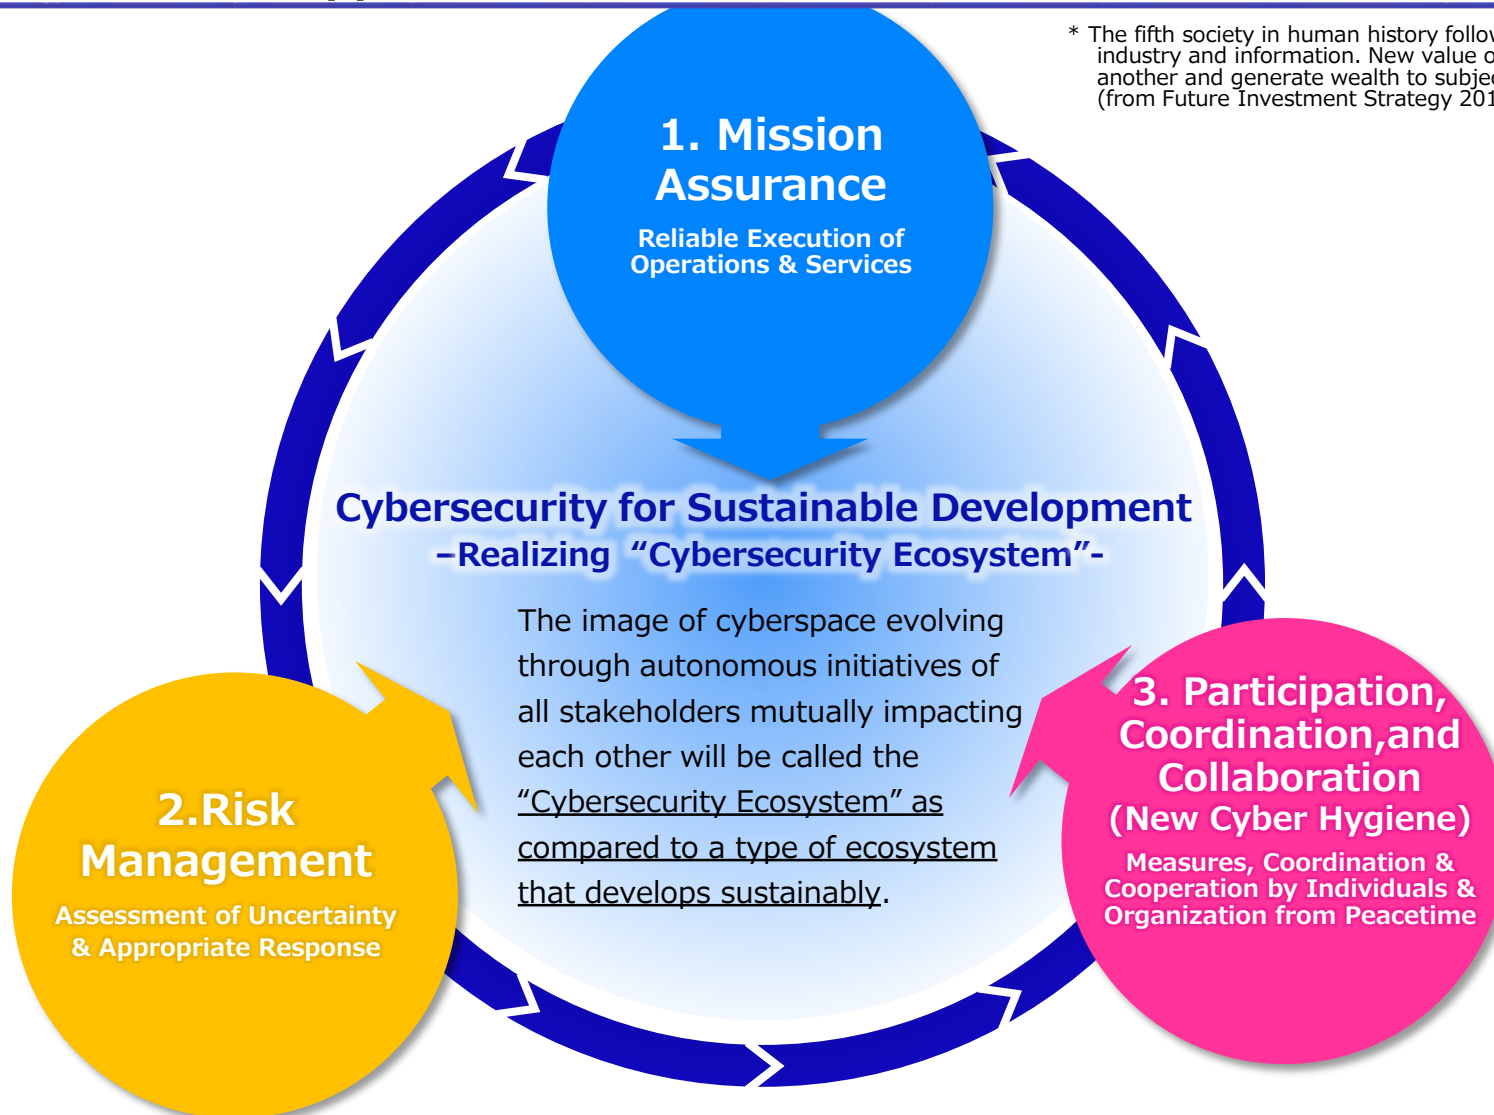 * The fifth society in human history
industry and information. New value
another and generate wealth to
(from Future Investment Strategy
1. Mission
Assurance
Reliable Execution of
Operations & Services
Cybersecurity for Sustainable Development
–Realizing “Cybersecurity Ecosystem”-
The image of cyberspace evolving
through autonomous initiatives of
all stakeholders mutually impacting
each other will be called the
“Cybersecurity Ecosystem” as
compared to a type of ecosystem
that develops sustainably.
2.Risk
Management
Assessment of Uncertainty
& Appropriate Response
3. Participation,
Coordination,and
Collaboration
(New Cyber Hygiene)
Measures, Coordination &
Cooperation by Individuals &
Organization from Peacetime